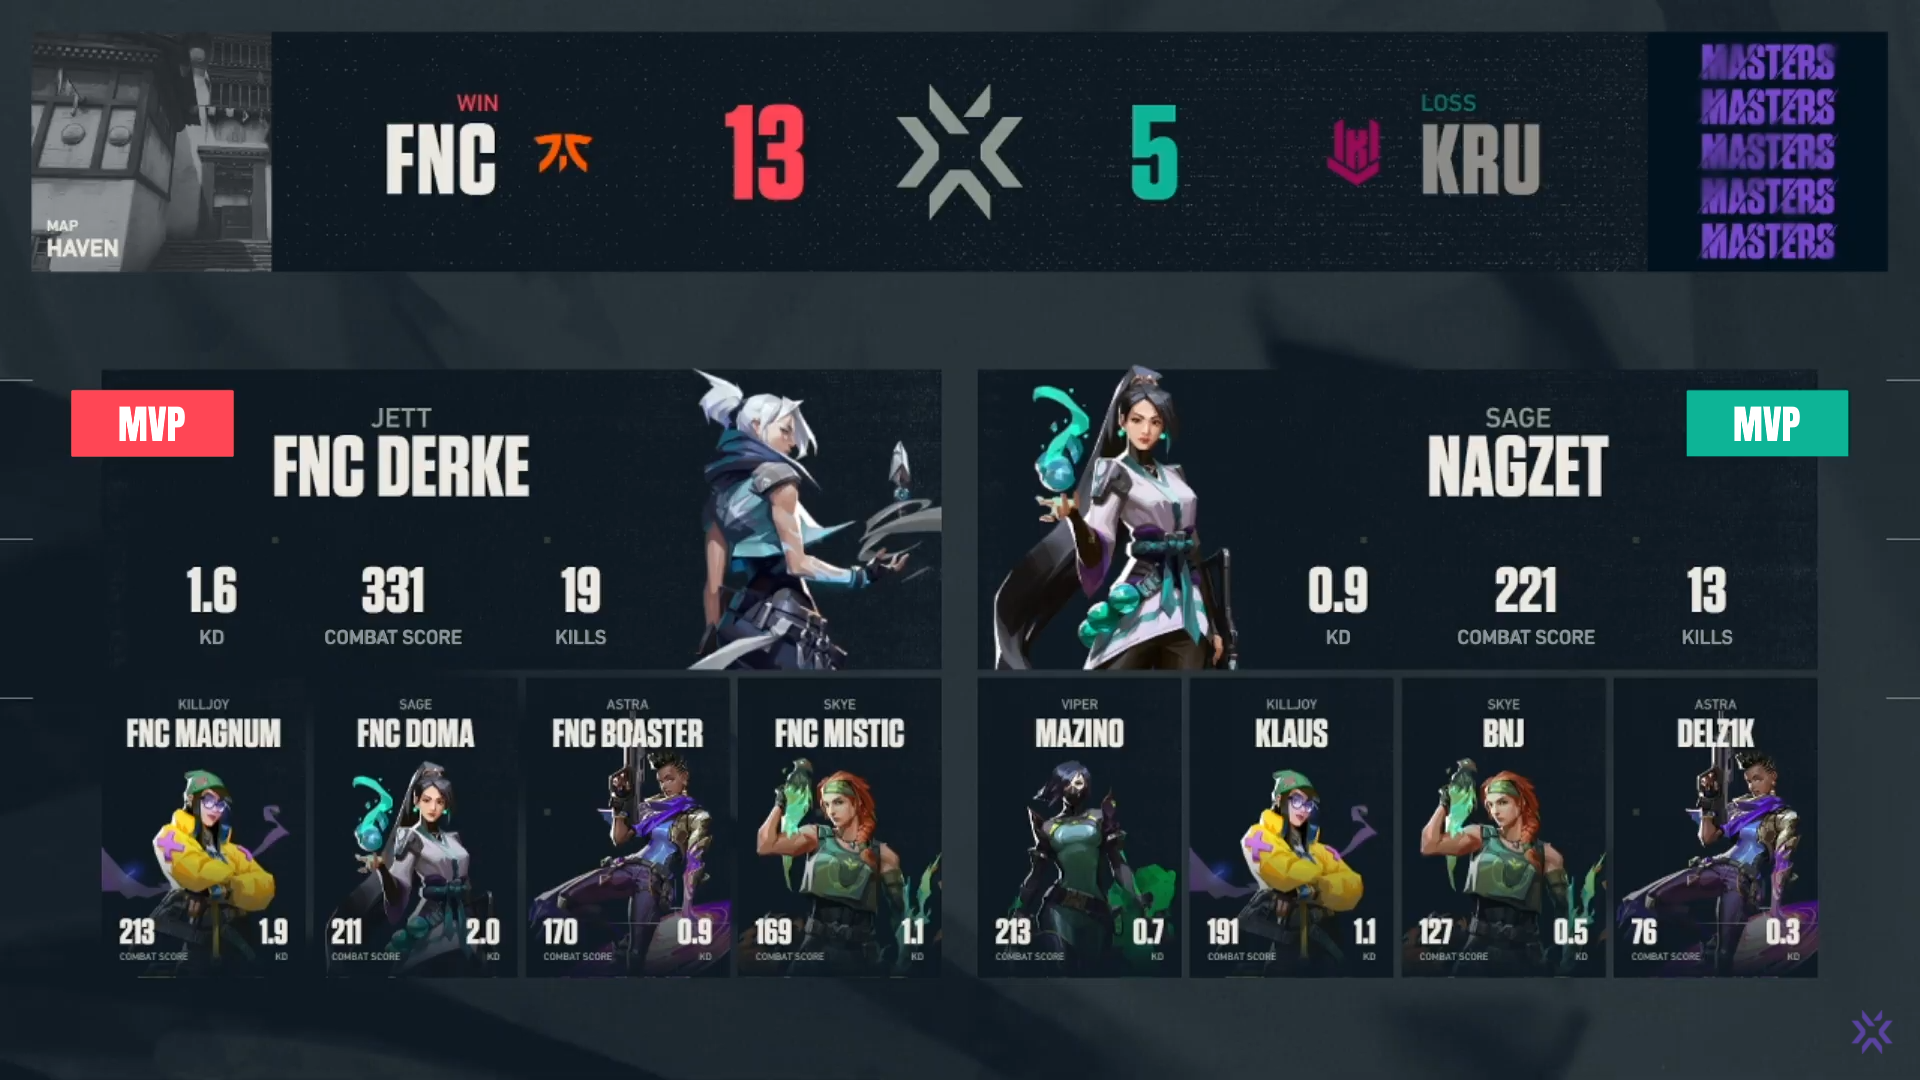 MAP
HAVEN
WIN
FNC
13
5
LOSS
KRU
MASTERS
MASTERS
MASTERS
MASTERS
MASTERS
MVP
JETT
FNC DERKE
1.6
KD
331
COMBAT SCORE
19
KILLS
SAGE
NAGZET
MVP
0.9
KD
221
COMBAT SCORE
13
KILLS
KILLJOY
FNC MAGNUM
213
COMBAT SCORE
1.9
KD
SAGE
FNC DOMA
211
COMBAT SCORE
2.0
KD
ASTRA
FNC BOASTER
170
COMBAT SCORE
0.9
KD
SKYE
FNC MISTIC
169
COMBAT SCORE
1.1
KD
VIPER
MAZINO
213
COMBAT SCORE
0.7
KD
KILLJOY
KLAUS
191
COMBAT SCORE
1.1
KD
SKYE
BNJ
127
COMBAT SCORE
0.5
KD
ASTRA
DELZ1K
76
COMBAT SCORE
0.3
KD